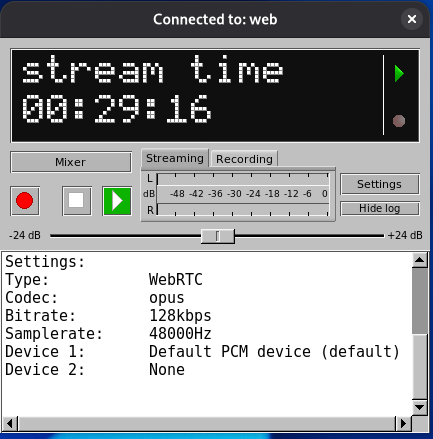 Connected to: web
stream time
00:29:16
Mixer
Streaming Recording
L
dB -48 -42 -36 -30 -24 -18 -12 -6 0
R
Settings
Hide log
-24 dB +24 dB
Settings:
Type: WebRTC
Codec: opus
Bitrate: 128kbps
Samplerate: 48000Hz
Device 1: Default PCM device (default)
Device 2: None